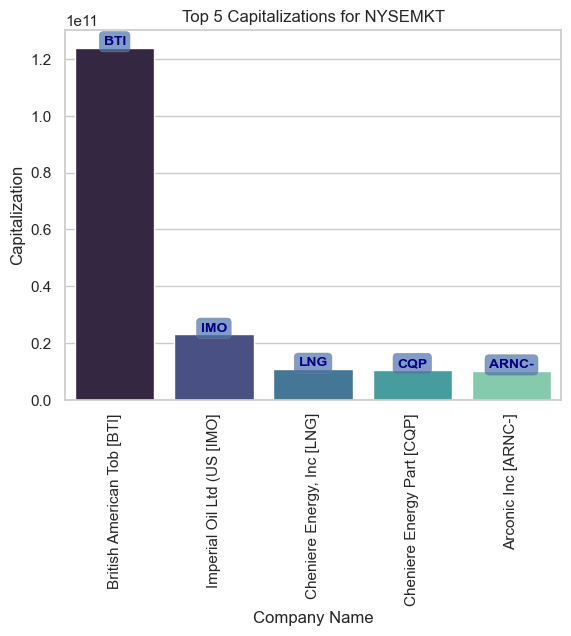 Top 5 Capitalizations for NYSEMKT
1e11
Capitalization
1.2
1.0
0.8
0.6
0.4
0.2
0.0
BTI
IMO
LNG
CQP
ARNC-
British American Tob [BTI]
Imperial Oil Ltd (US [IMO]
Cheniere Energy, Inc [LNG]
Cheniere Energy Part [CQP]
Arconic Inc [ARNC-]
Company Name